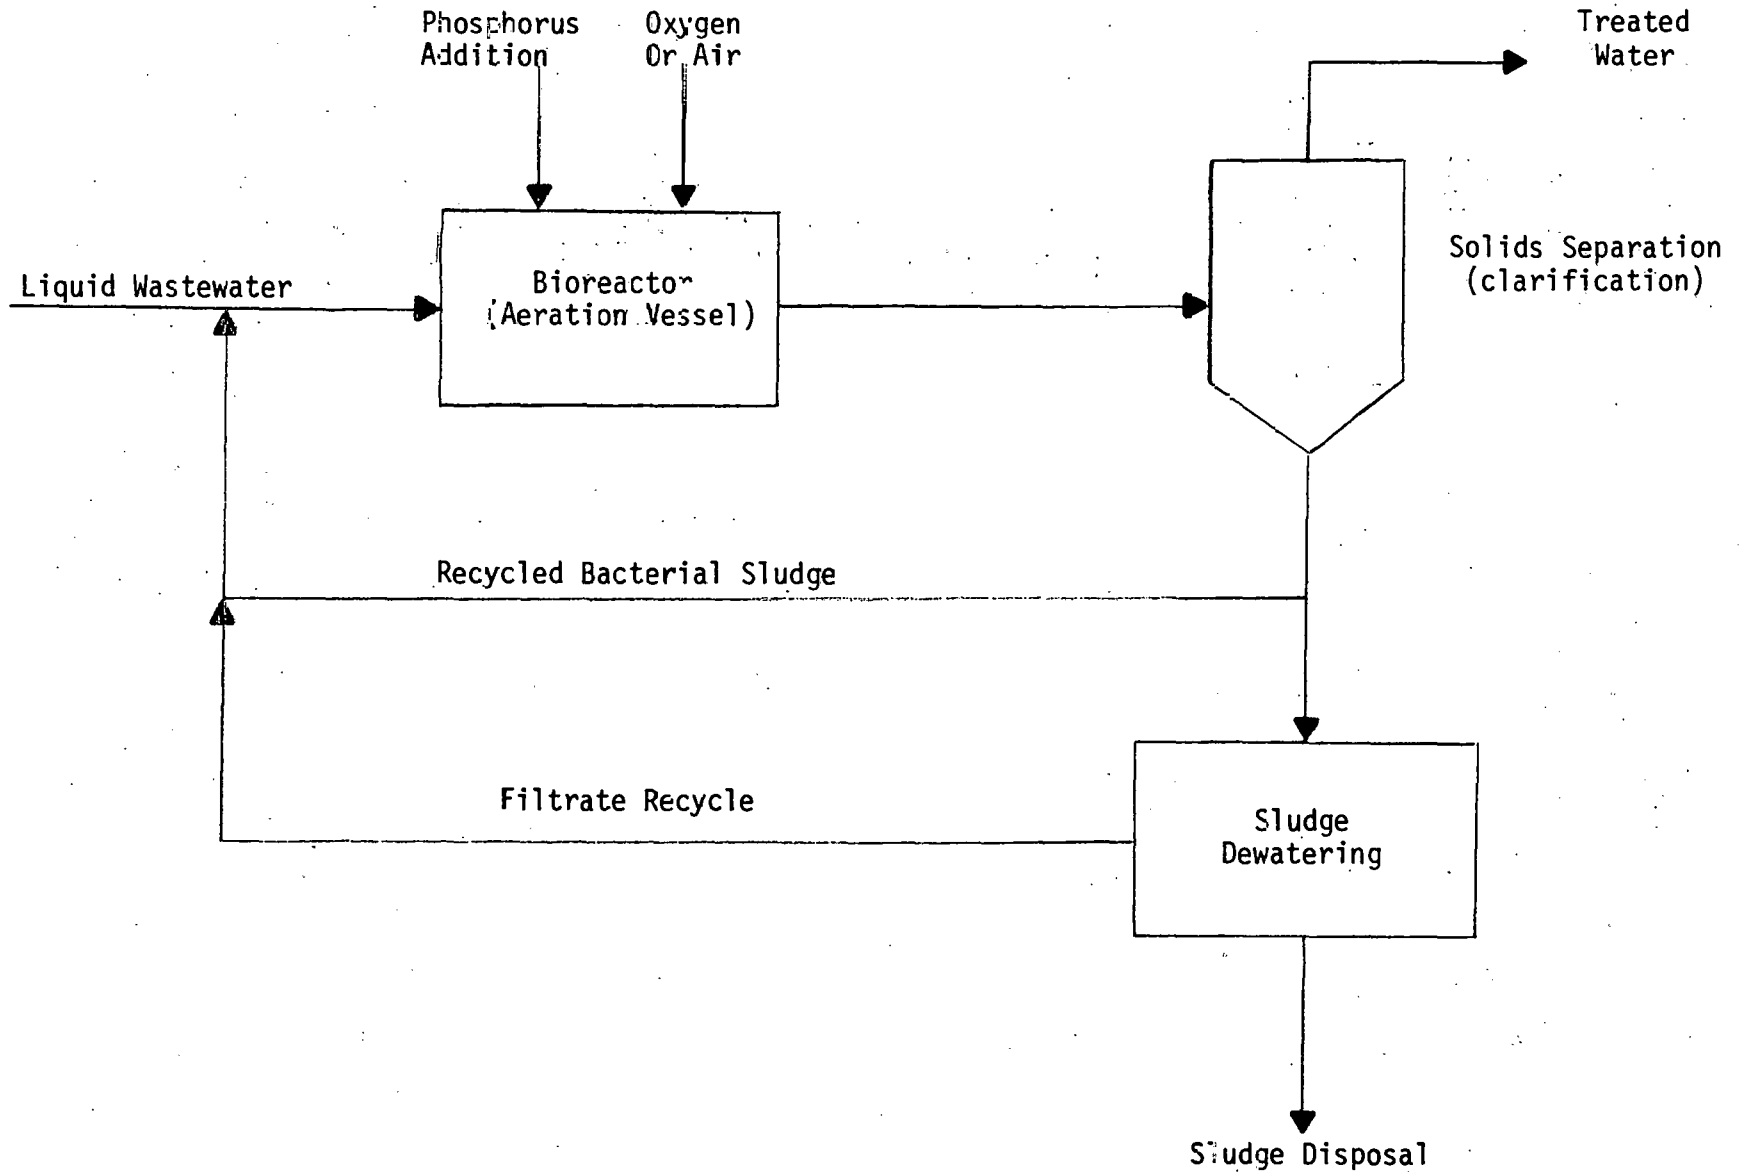 Phosphorus
Addition
Oxygen
Or Air
Treated
Water
Liquid Wastewater
Bioreactor
(Aeration Vessel)
Solids Separation
(clarification)
Recycled Bacterial Sludge
Filtrate Recycle
Sludge
Dewatering
Sludge Disposal